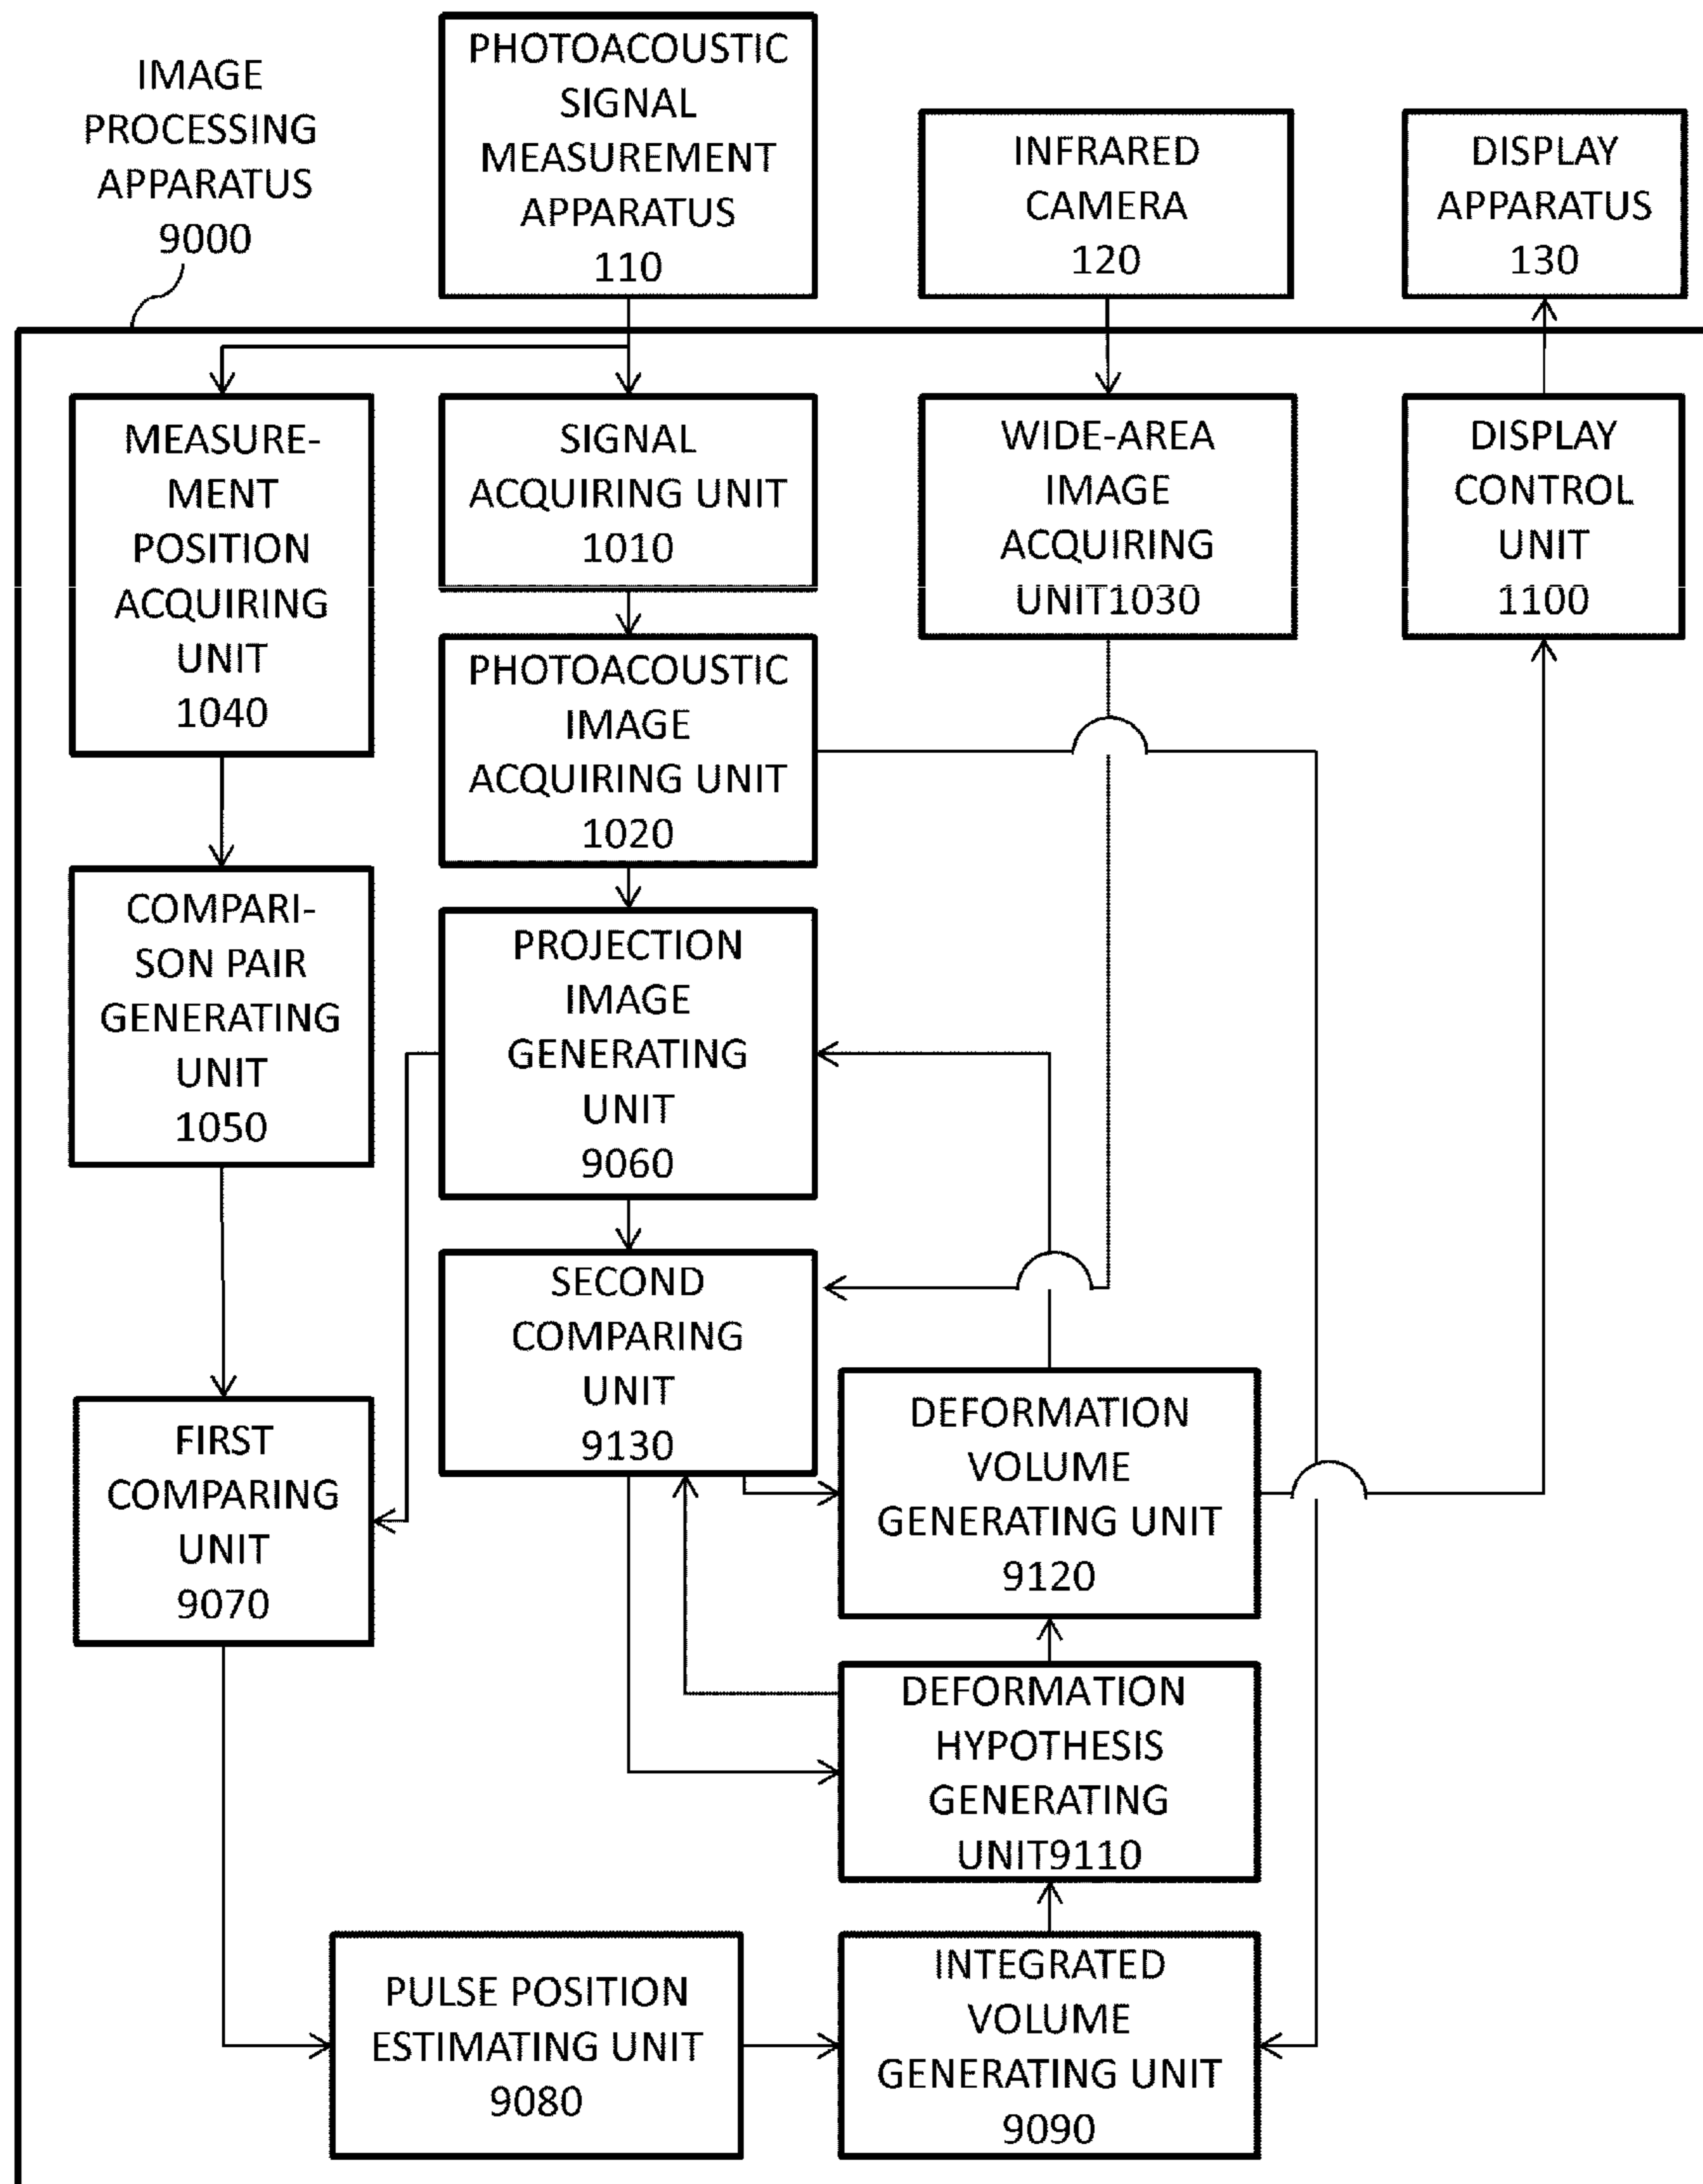 IMAGE
PROCESSING
APPARATUS
9000
PHOTOACOUSTIC
SIGNAL
MEASUREMENT
APPARATUS
110
INFRARED
CAMERA
120
DISPLAY
APPARATUS
130
MEASURE-
MENT
POSITION
ACQUIRING
UNIT
1040
SIGNAL
ACQUIRING UNIT
1010
WIDE-AREA
IMAGE
ACQUIRING
UNIT1030
DISPLAY
CONTROL
UNIT
1100
PHOTOACOUSTIC
IMAGE
ACQUIRING UNIT
1020
COMPARI-
SON PAIR
GENERATING
UNIT
1050
PROJECTION
IMAGE
GENERATING
UNIT
9060
SECOND
COMPARING
UNIT
9130
FIRST
COMPARING
UNIT
9070
DEFORMATION
VOLUME
GENERATING UNIT
9120
DEFORMATION
HYPOTHESIS
GENERATING
UNIT9110
PULSE POSITION
ESTIMATING UNIT
9080
INTEGRATED
VOLUME
GENERATING UNIT
9090